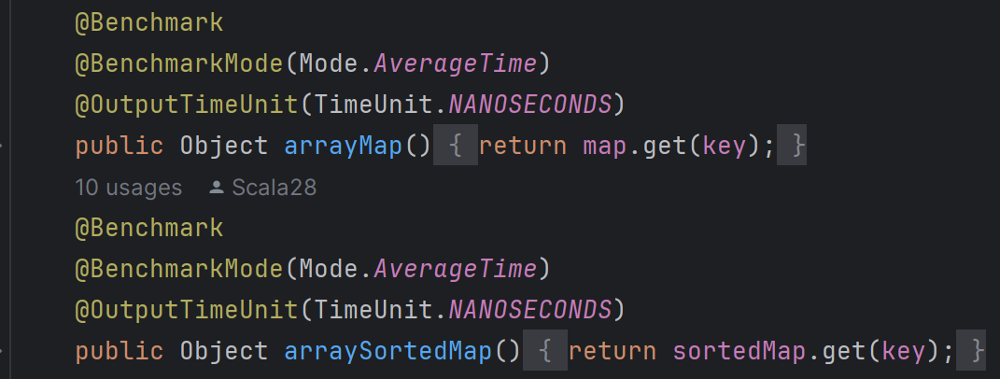 @Benchmark
@BenchmarkMode(Mode.AverageTime)
@OutputTimeUnit(TimeUnit.NANOSECONDS)
public Object arrayMap() { return map.get(key); }
10 usages Scala28
@Benchmark
@BenchmarkMode(Mode.AverageTime)
@OutputTimeUnit(TimeUnit.NANOSECONDS)
public Object arraySortedMap() { return sortedMap.get(key); }